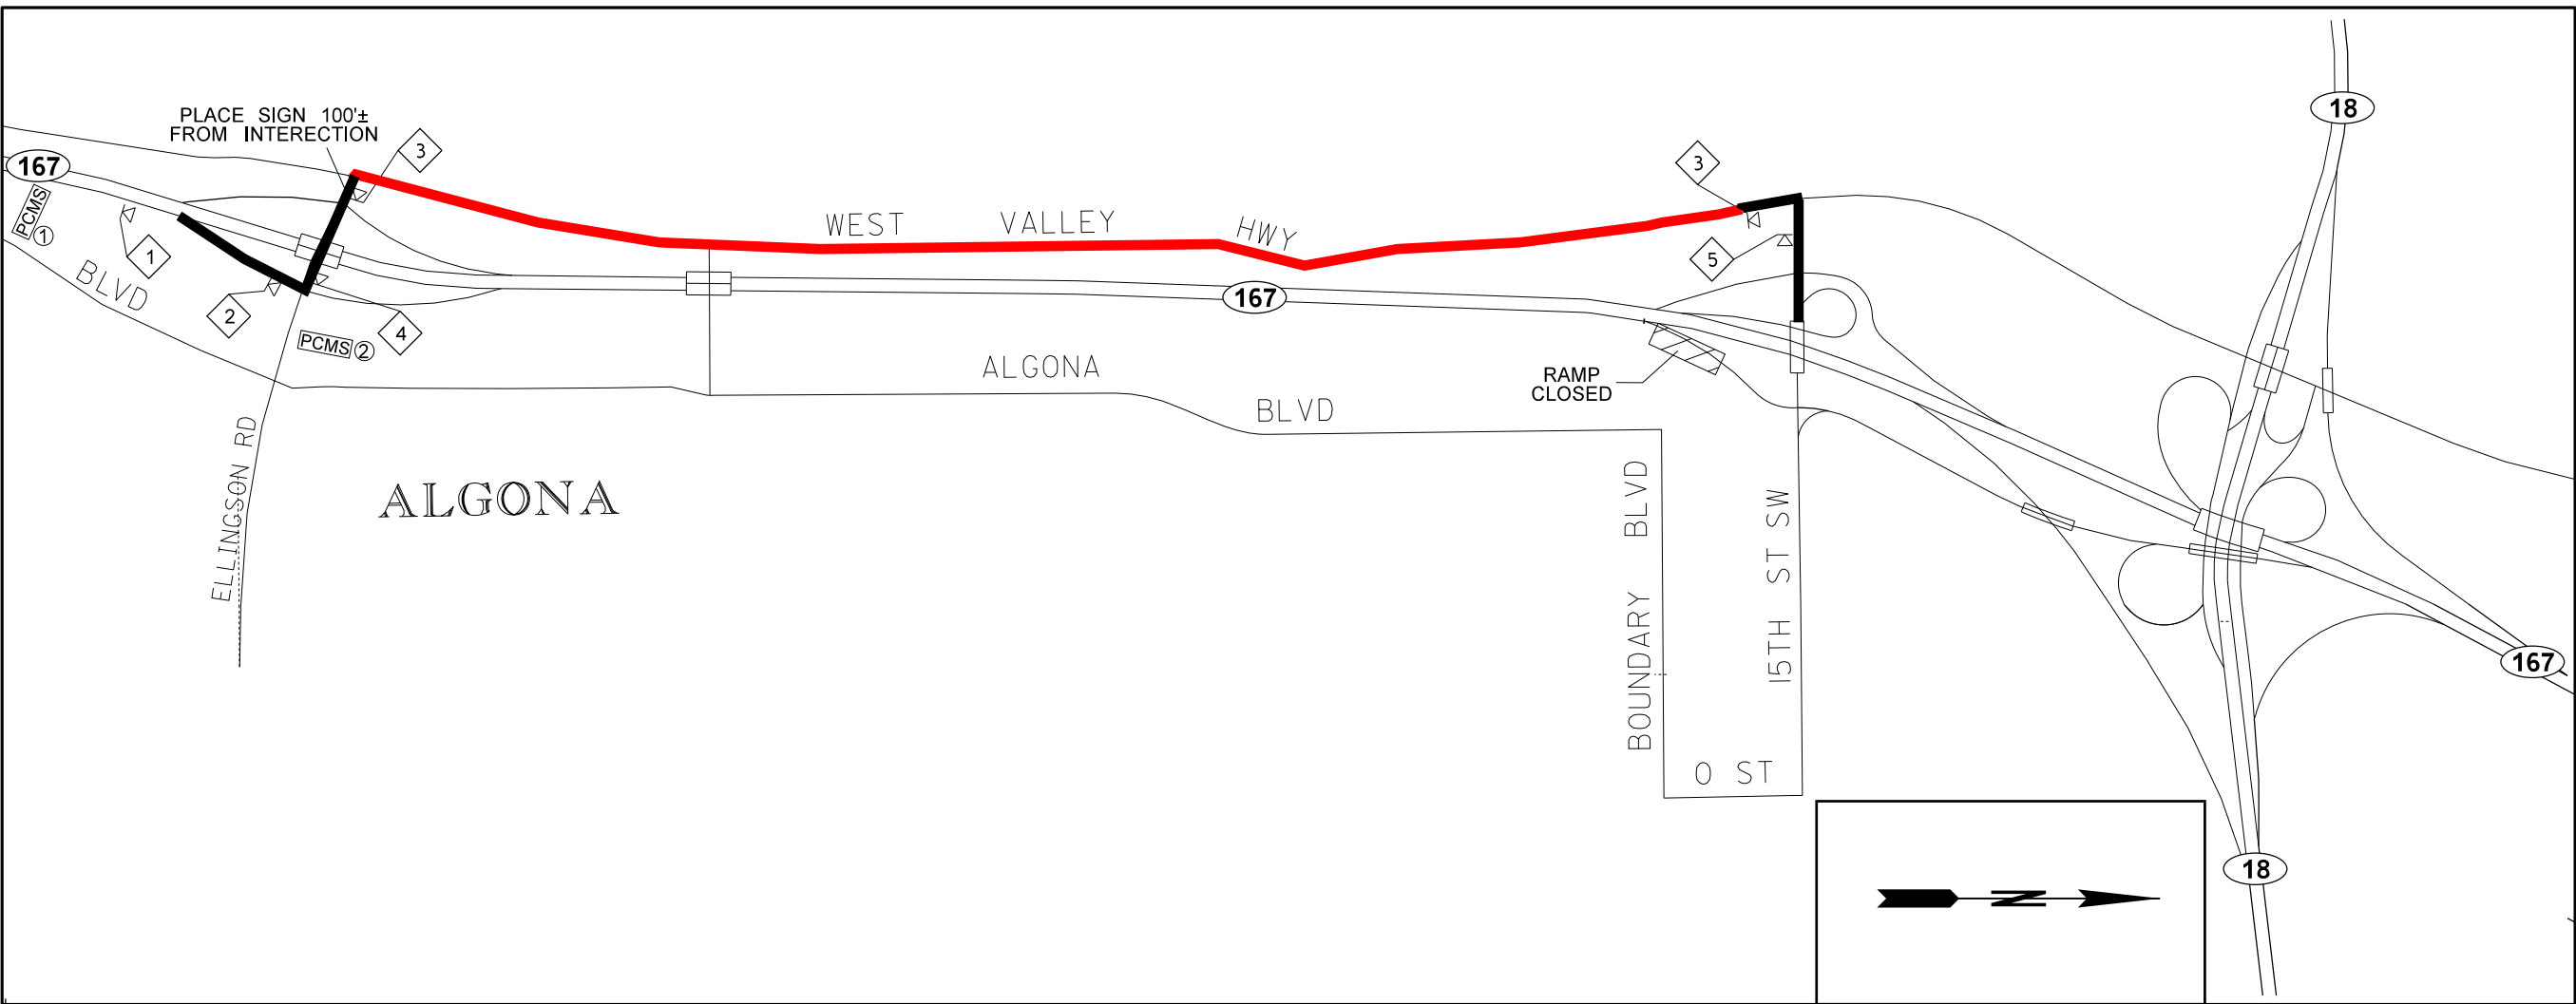 PLACE SIGN 100'±
FROM INTERECTION
3
167
PCMS
1
1
BLVD
2
4
PCMS 2
ELLINGSON RD
ALGONA
WEST VALLEY HWY
167
ALGONA
BLVD
3
5
RAMP
CLOSED
BOUNDARY BLVD
15TH ST SW
O ST
18
167
18
N